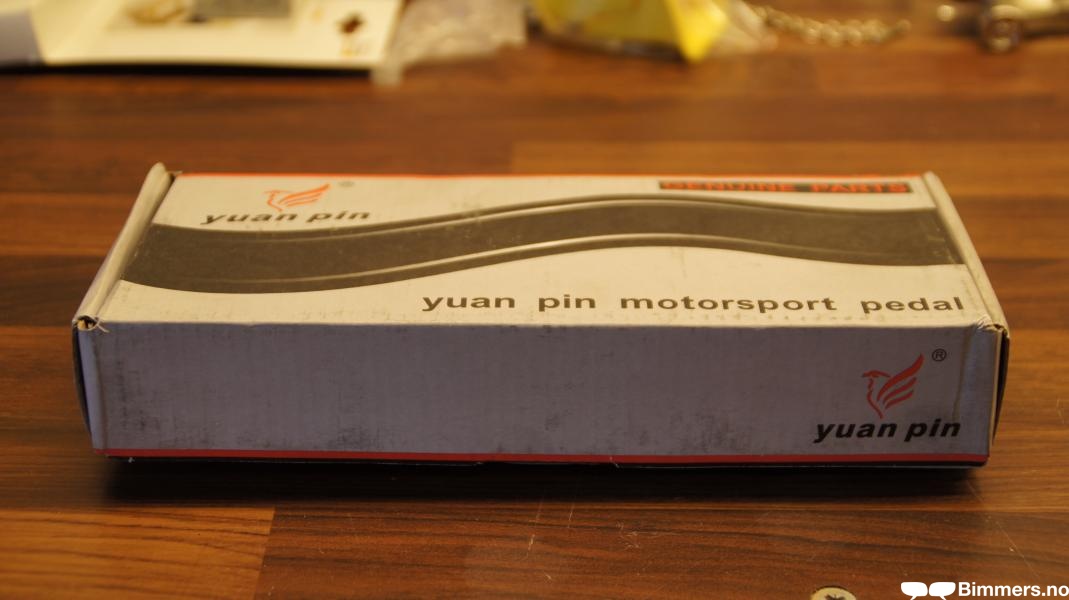 ®
yuan pin
GENUINE PARTS
yuan pin motorsport pedal
®
yuan pin
Bimmers.no